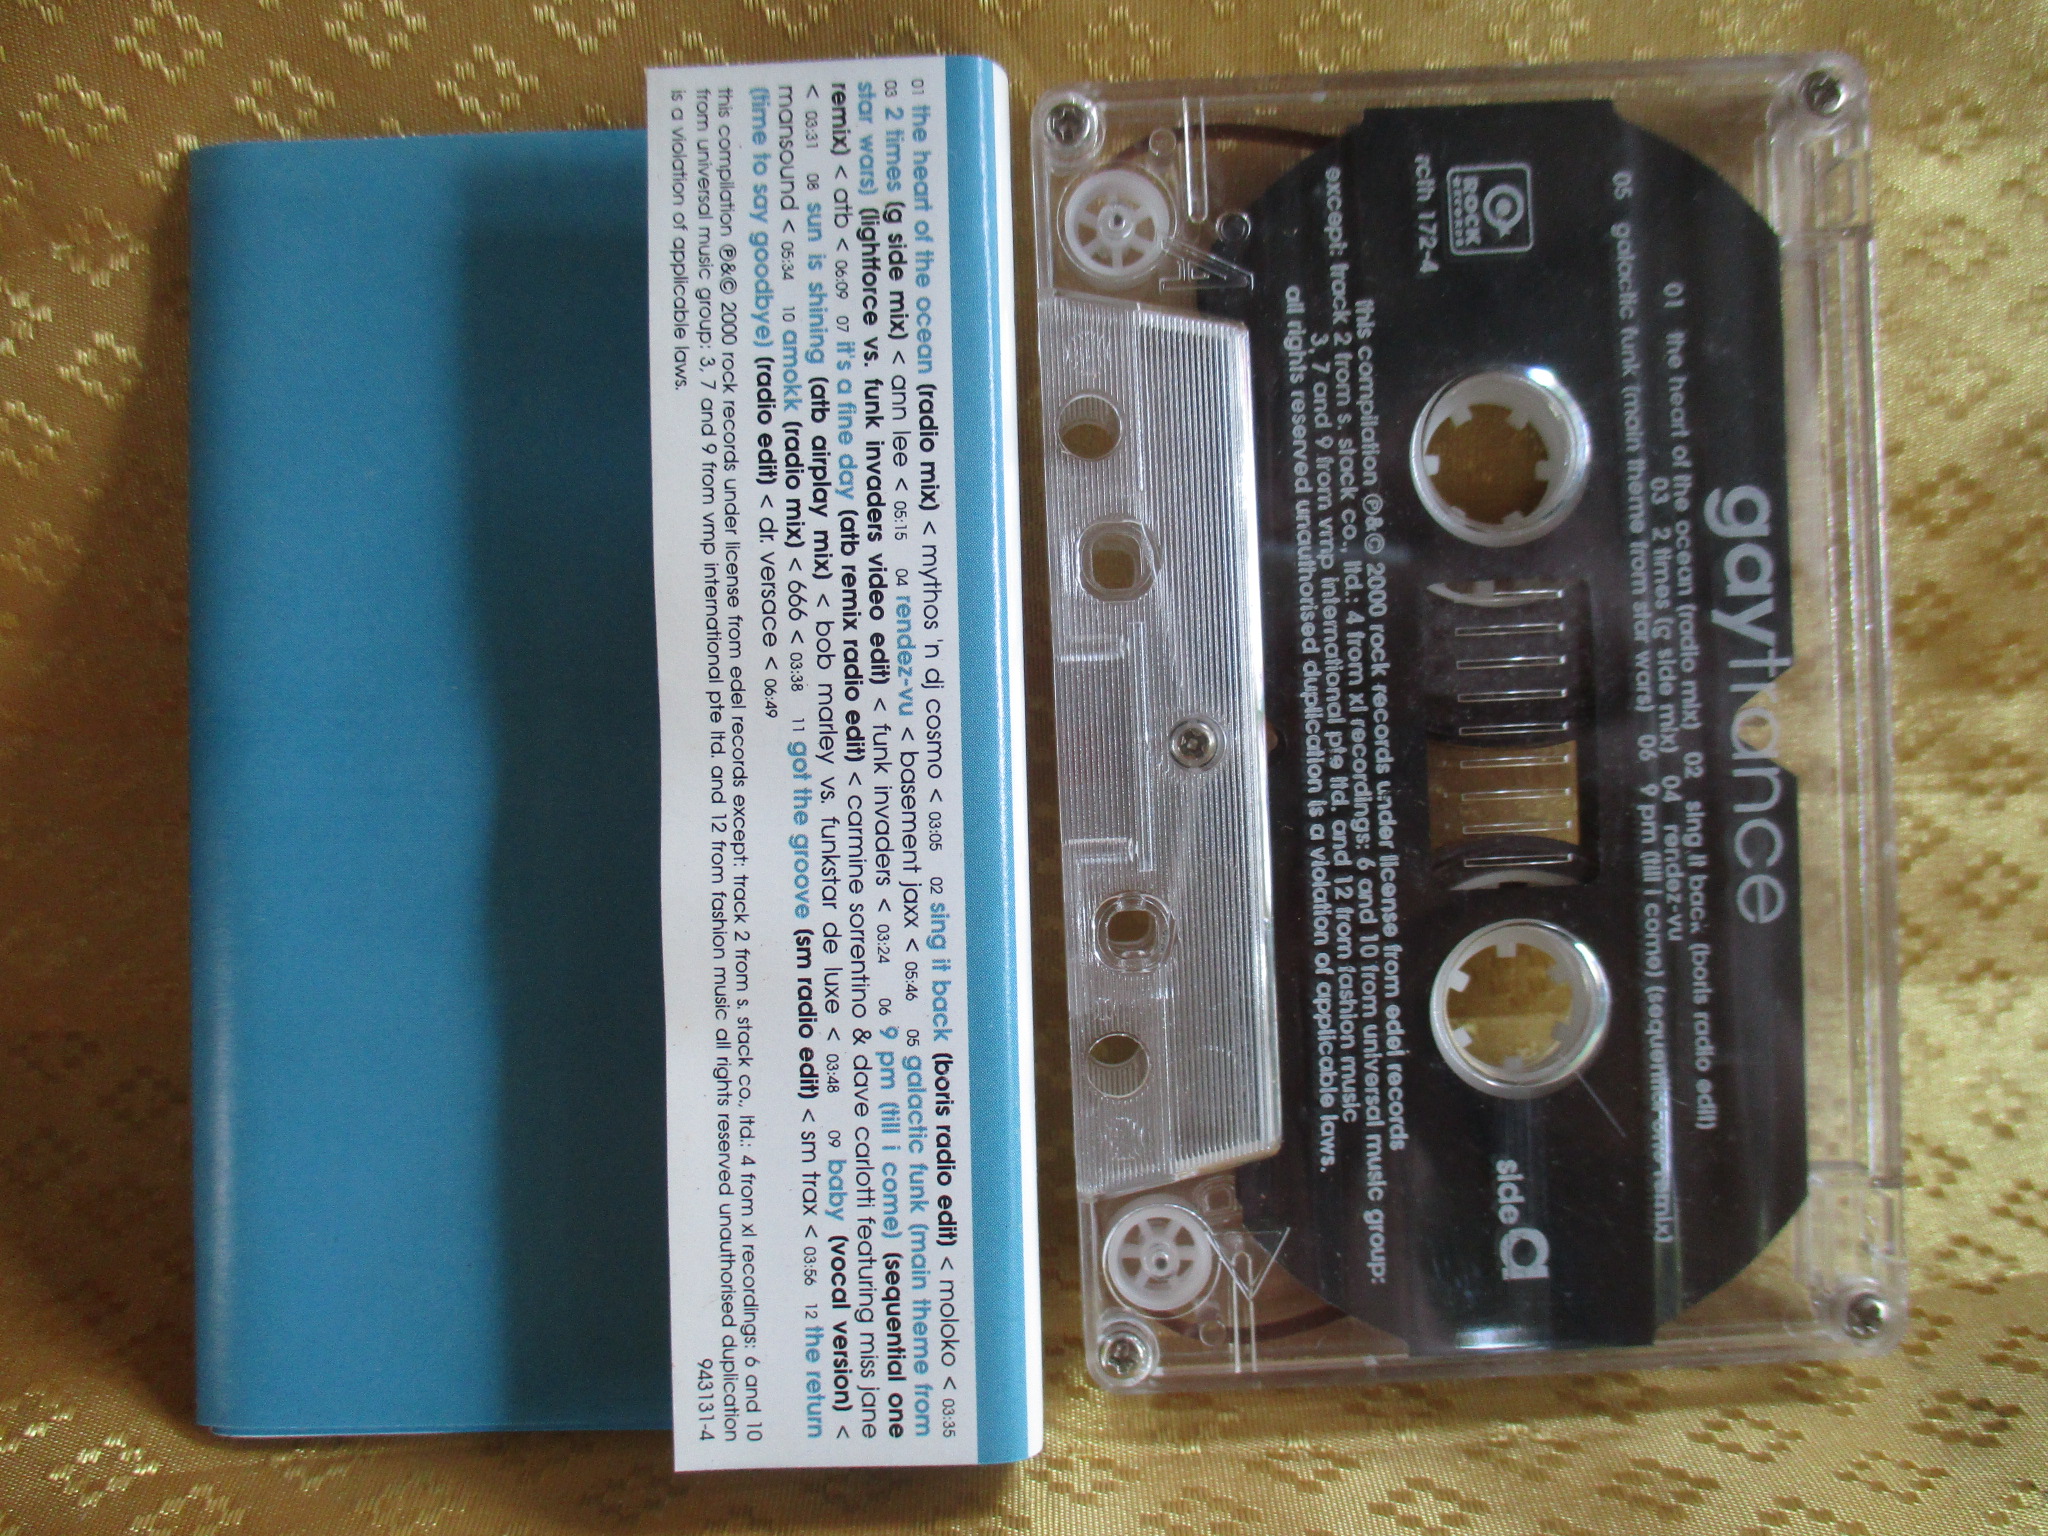 01 the heart of the ocean (radio mix) < mythos 'n dj cosmo < 03:05 02 sing it back (boris radio edit) < moloko < 03:35
03 2 times (g side mix) < ann lee < 05:15 04 rendez-vu < basement jaxx < 05:46 05 galactic funk (main theme from
star wars) (lightforce vs. funk invaders video edit) < funk invaders < 03:24 06 9 pm (till i come) (sequential one
remix) < atb < 06:09 07 it's a fine day (atb remix radio edit) < carmine sorrentino & dave carlotti featuring miss jane
< 03:31 08 sun is shining (atb airplay mix) < bob marley vs. funkstar de luxe < 03:48 09 baby (vocal version) <
mansound < 05:34 10 amokk (radio mix) < 666 < 03:38 11 got the groove (sm radio edit) < sm trax < 03:56 12 the return
(time to say goodbye) (radio edit) < dr. versace < 06:49
this compilation ℗&© 2000 rock records under license from edel records except: track 2 from s. stack co., ltd.: 4 from xl recordings: 6 and 10
from universal music group: 3, 7 and 9 from vmp international pte ltd. and 12 from fashion music all rights reserved unauthorised duplication
is a violation of applicable laws.
943131-4
gaytrance
01 the heart of the ocean (radio mix) 02 sing it back (boris radio edit)
03 2 times (g side mix) 04 rendez-vu
05 galactic funk (main theme from star wars) 06 9 pm (till i come) (sequential one remix)
ROCK
records
rcth 172-4
side a
this compilation ℗&© 2000 rock records under license from edel records
except: track 2 from s. stack co., ltd.: 4 from xl recordings: 6 and 10 from universal music group:
3, 7 and 9 from vmp international pte ltd. and 12 from fashion music
all rights reserved unauthorised duplication is a violation of applicable laws.